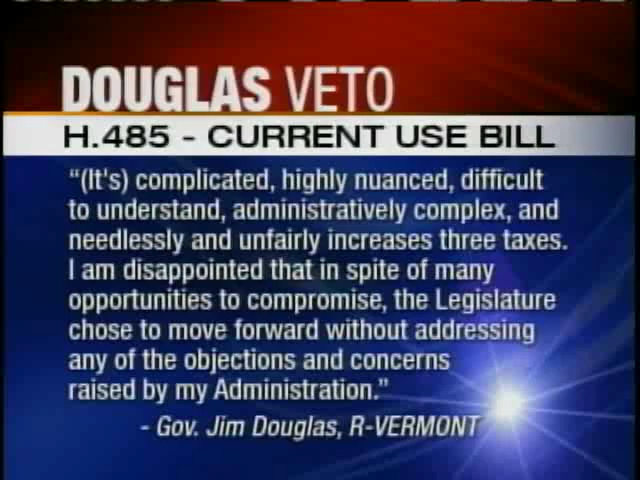 DOUGLAS VETO
H.485 - CURRENT USE BILL
“(It's) complicated, highly nuanced, difficult
to understand, administratively complex, and
needlessly and unfairly increases three taxes.
I am disappointed that in spite of many
opportunities to compromise, the Legislature
chose to move forward without addressing
any of the objections and concerns
raised by my Administration.”
- Gov. Jim Douglas, R-VERMONT